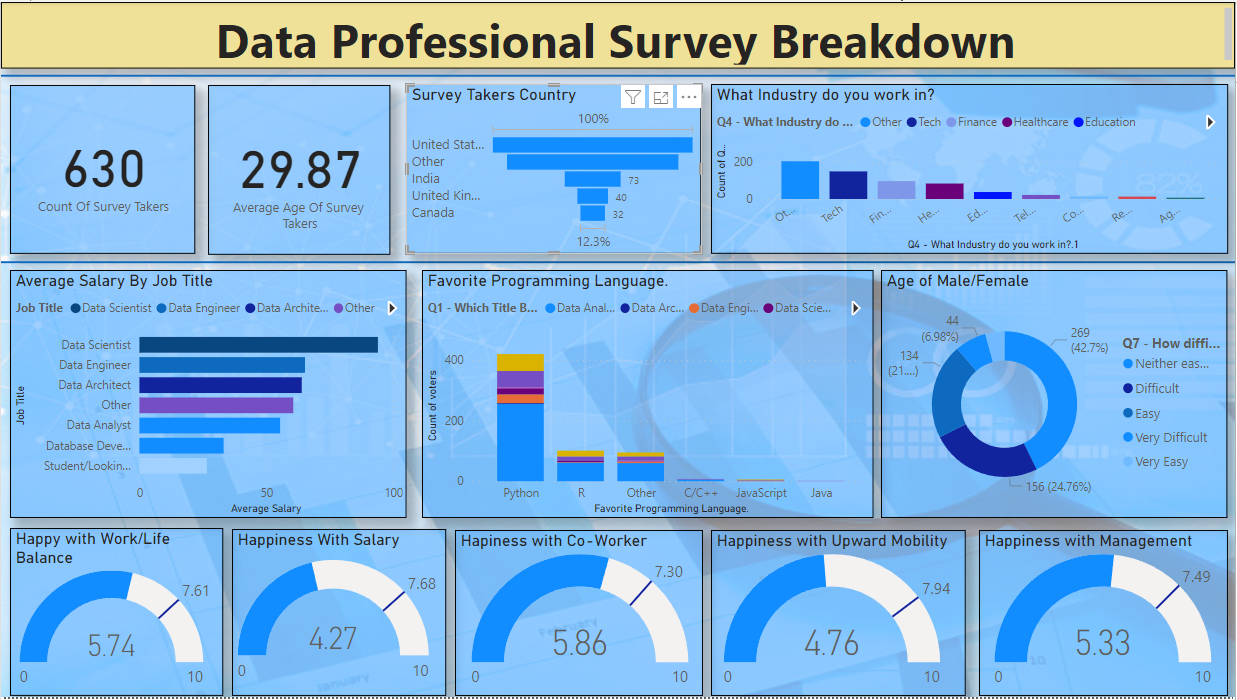 Data Professional Survey Breakdown
630
Count Of Survey Takers
29.87
Average Age Of Survey
Takers
Survey Takers Country
100%
United Stat...
Other
India
73
United Kin...
40
Canada
32
12.3%
What Industry do you work in?
Q4 - What Industry do ...
Other
Tech
Finance
Healthcare
Education
Count of Q...
200
0
Ot...
Tech
Fin...
He...
Ed...
Tel...
Co...
Re...
Ag...
Q4 - What Industry do you work in?.1
82%
Average Salary By Job Title
Job Title
Data Scientist
Data Engineer
Data Archite...
Other
Job Title
Data Scientist
Data Engineer
Data Architect
Other
Data Analyst
Database Deve...
Student/Lookin...
0
50
100
Average Salary
Favorite Programming Language.
Q1 - Which Title B...
Data Anal...
Data Arc...
Data Engi...
Data Scie...
Count of voters
400
200
0
Python
R
Other
C/C++
JavaScript
Java
Favorite Programming Language.
Age of Male/Female
44
(6.98%)
134
(21....)
269
(42.7%)
156 (24.76%)
Q7 - How diffi...
Neither eas...
Difficult
Easy
Very Difficult
Very Easy
Happy with Work/Life
Balance
7.61
5.74
0
10
Happiness With Salary
7.68
4.27
0
10
January
Hapiness with Co-Worker
7.30
5.86
0
10
February
Happiness with Upward Mobility
7.94
4.76
0
10
Happiness with Management
7.49
5.33
0
10
10